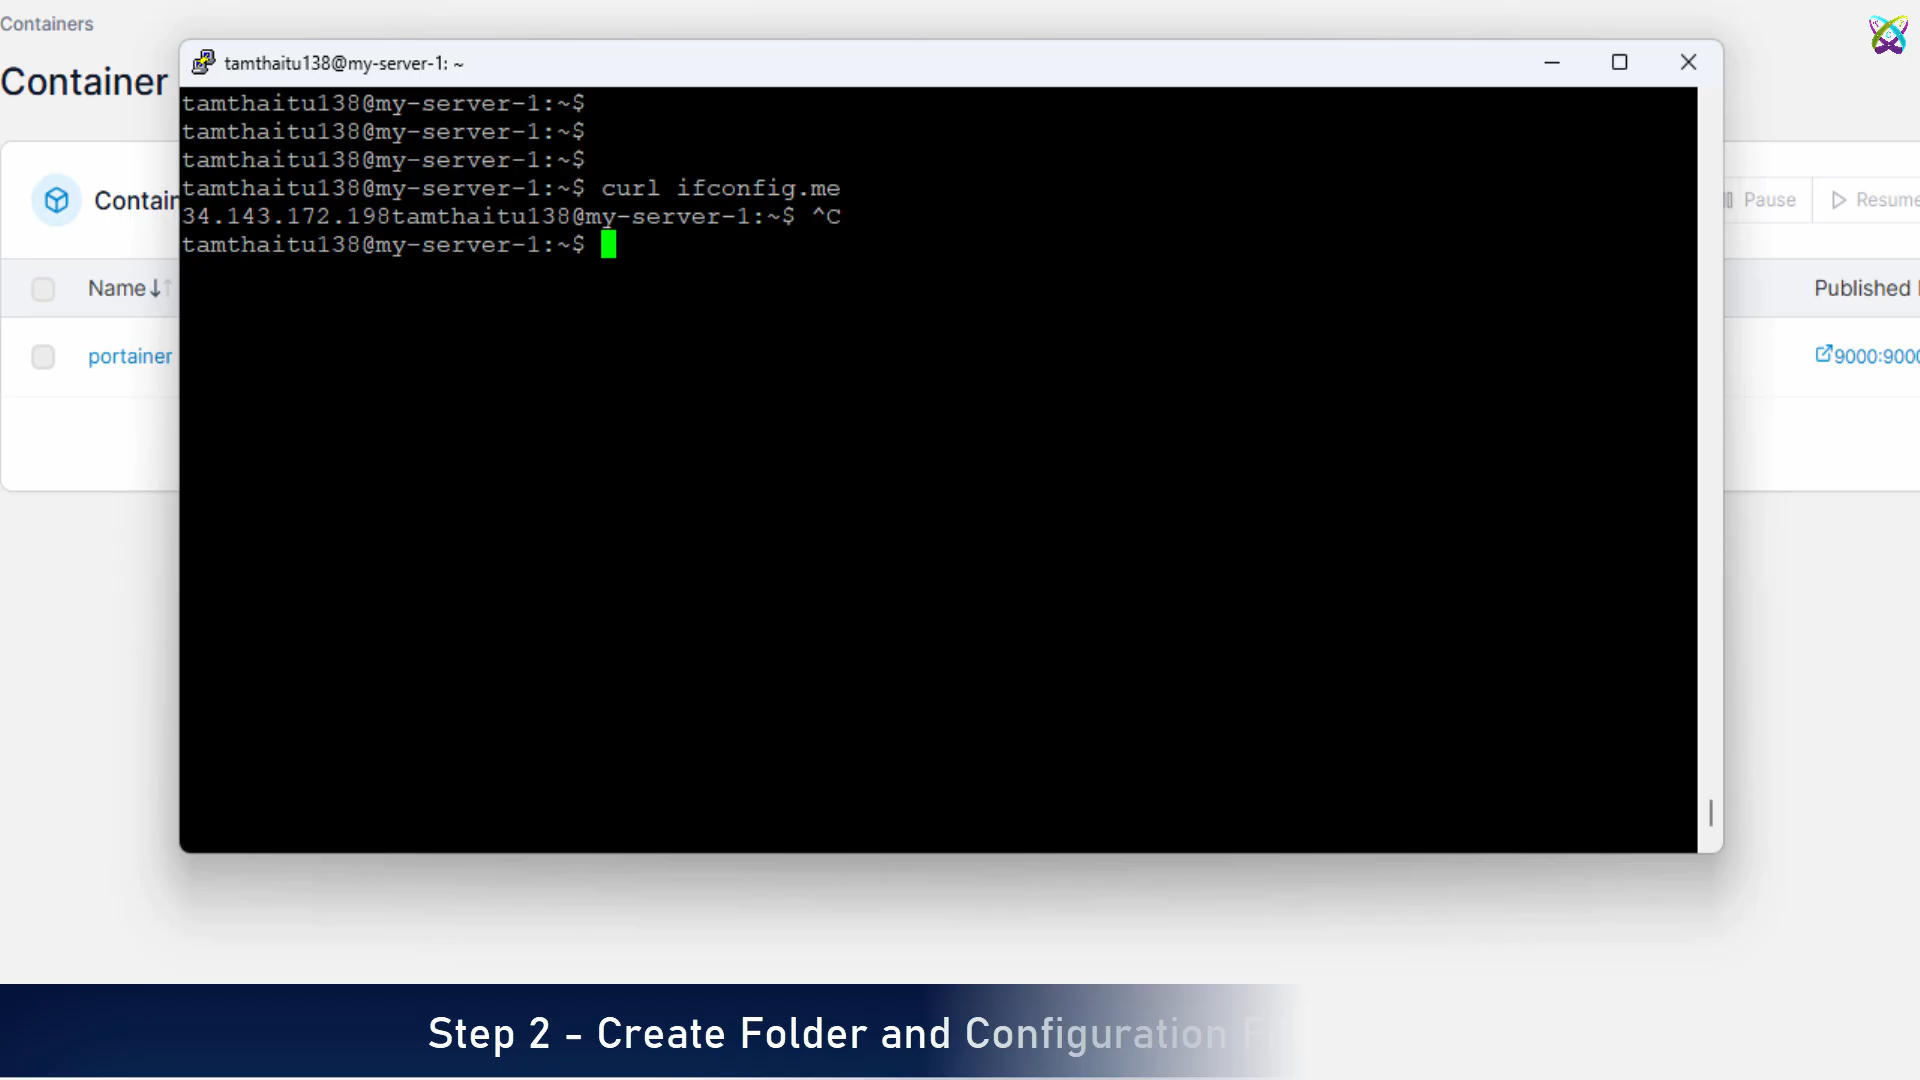 Containers
Container
tamthaitu138@my-server-1: ~
tamthaitu138@my-server-1:~$
tamthaitu138@my-server-1:~$
tamthaitu138@my-server-1:~$
tamthaitu138@my-server-1:~$ curl ifconfig.me
34.143.172.198tamthaitu138@my-server-1:~$ ^C
tamthaitu138@my-server-1:~$
Pause
Resume
Name
Published
portainer
9000:9000
Step 2 - Create Folder and Configuration